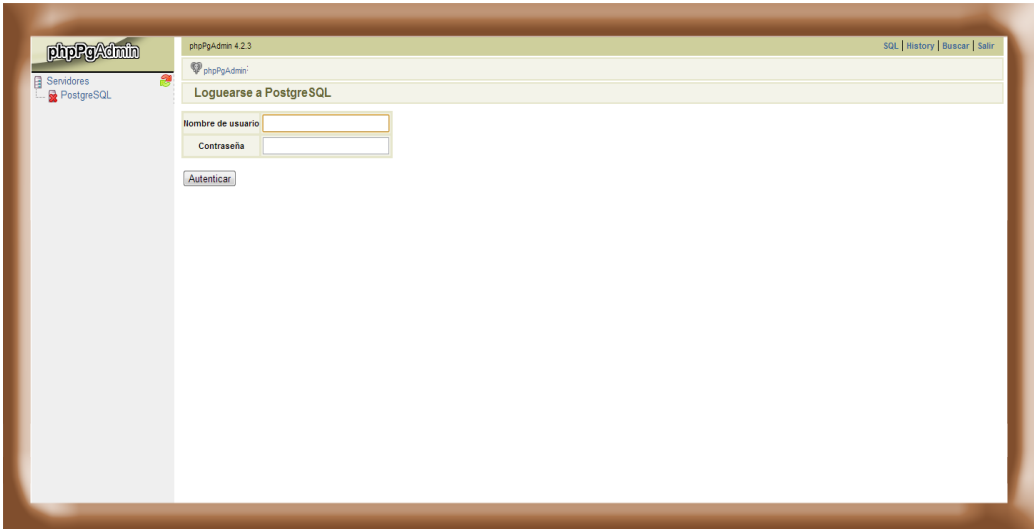 phpPgAdmin
Servidores
PostgreSQL
phpPgAdmin 4.2.3
SQL | History | Buscar | Salir
phpPgAdmin:
Loguearse a PostgreSQL
Nombre de usuario
Contraseña
Autenticar